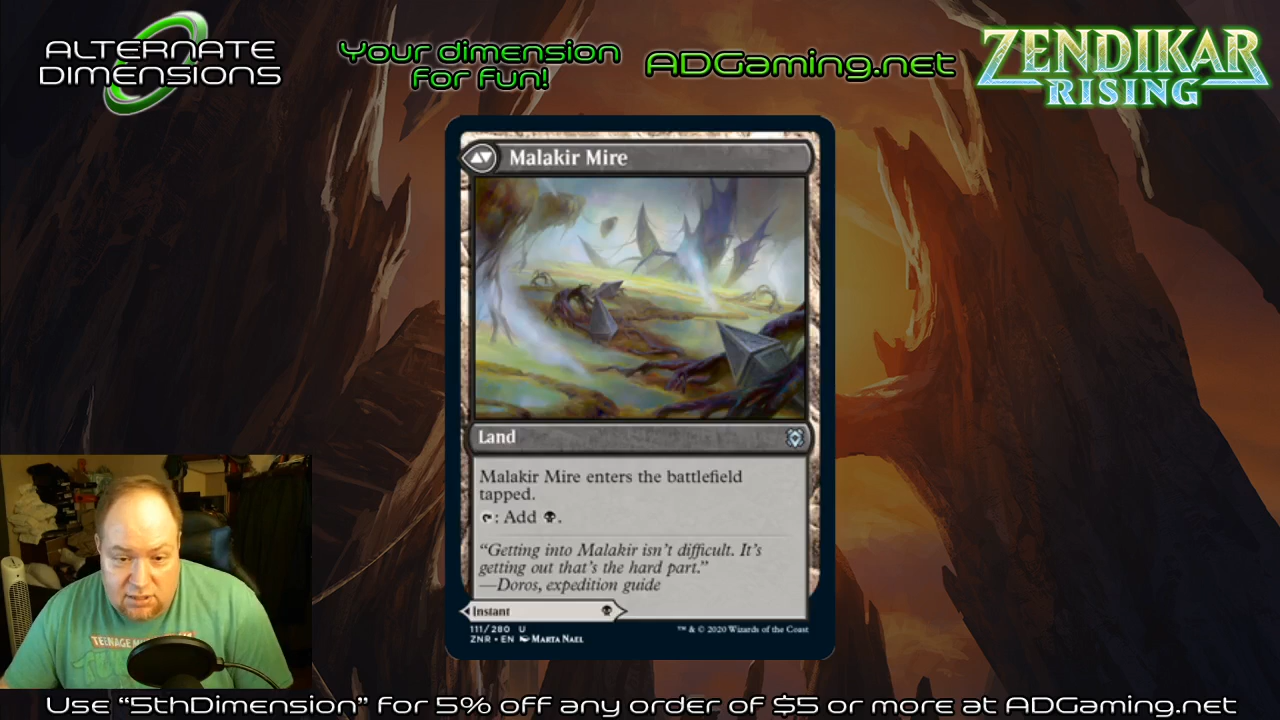 ALTERNATE
DIMENSIONS
Your dimension
for fun!
ADGaming.net
ZENDIKAR
RISING
Malakir Mire
Land
Malakir Mire enters the battlefield
tapped.
: Add .
“Getting into Malakir isn’t difficult. It’s
getting out that’s the hard part.”
—Doros, expedition guide
Instant
111/280 U
ZNR • EN Marta Nael
™ & © 2020 Wizards of the Coast
TEENAGE
Use “5thDimension” for 5% off any order of $5 or more at ADGaming.net